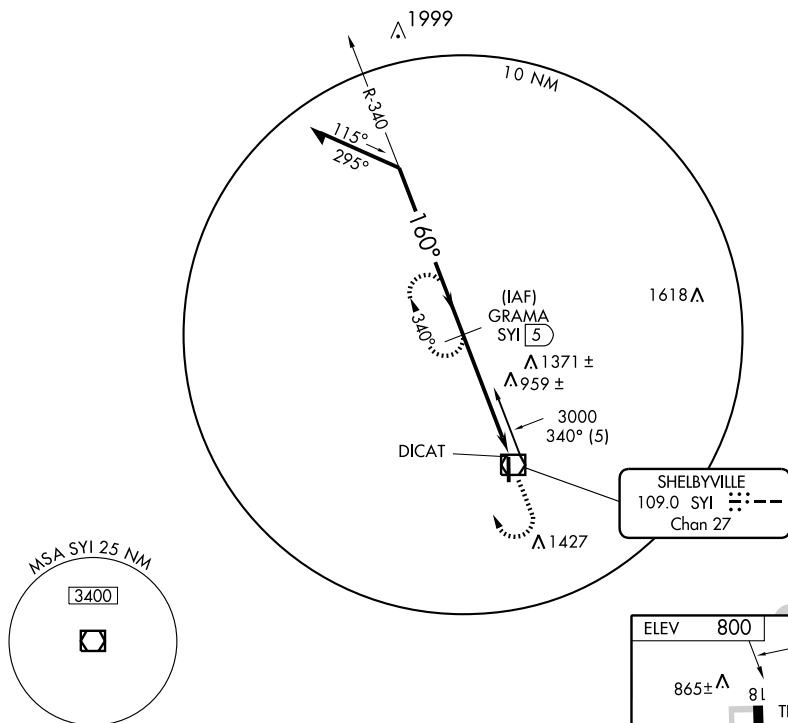 1999
10 NM
R-340
115°
295°
160°
(IAF)
GRAMA
SYI 5
340°
1618
1371 ±
959 ±
3000
340° (5)
DICAT
SHELBYVILLE
109.0 SYI
Chan 27
1427
MSA SYI 25 NM
3400
ELEV 800
865±
18